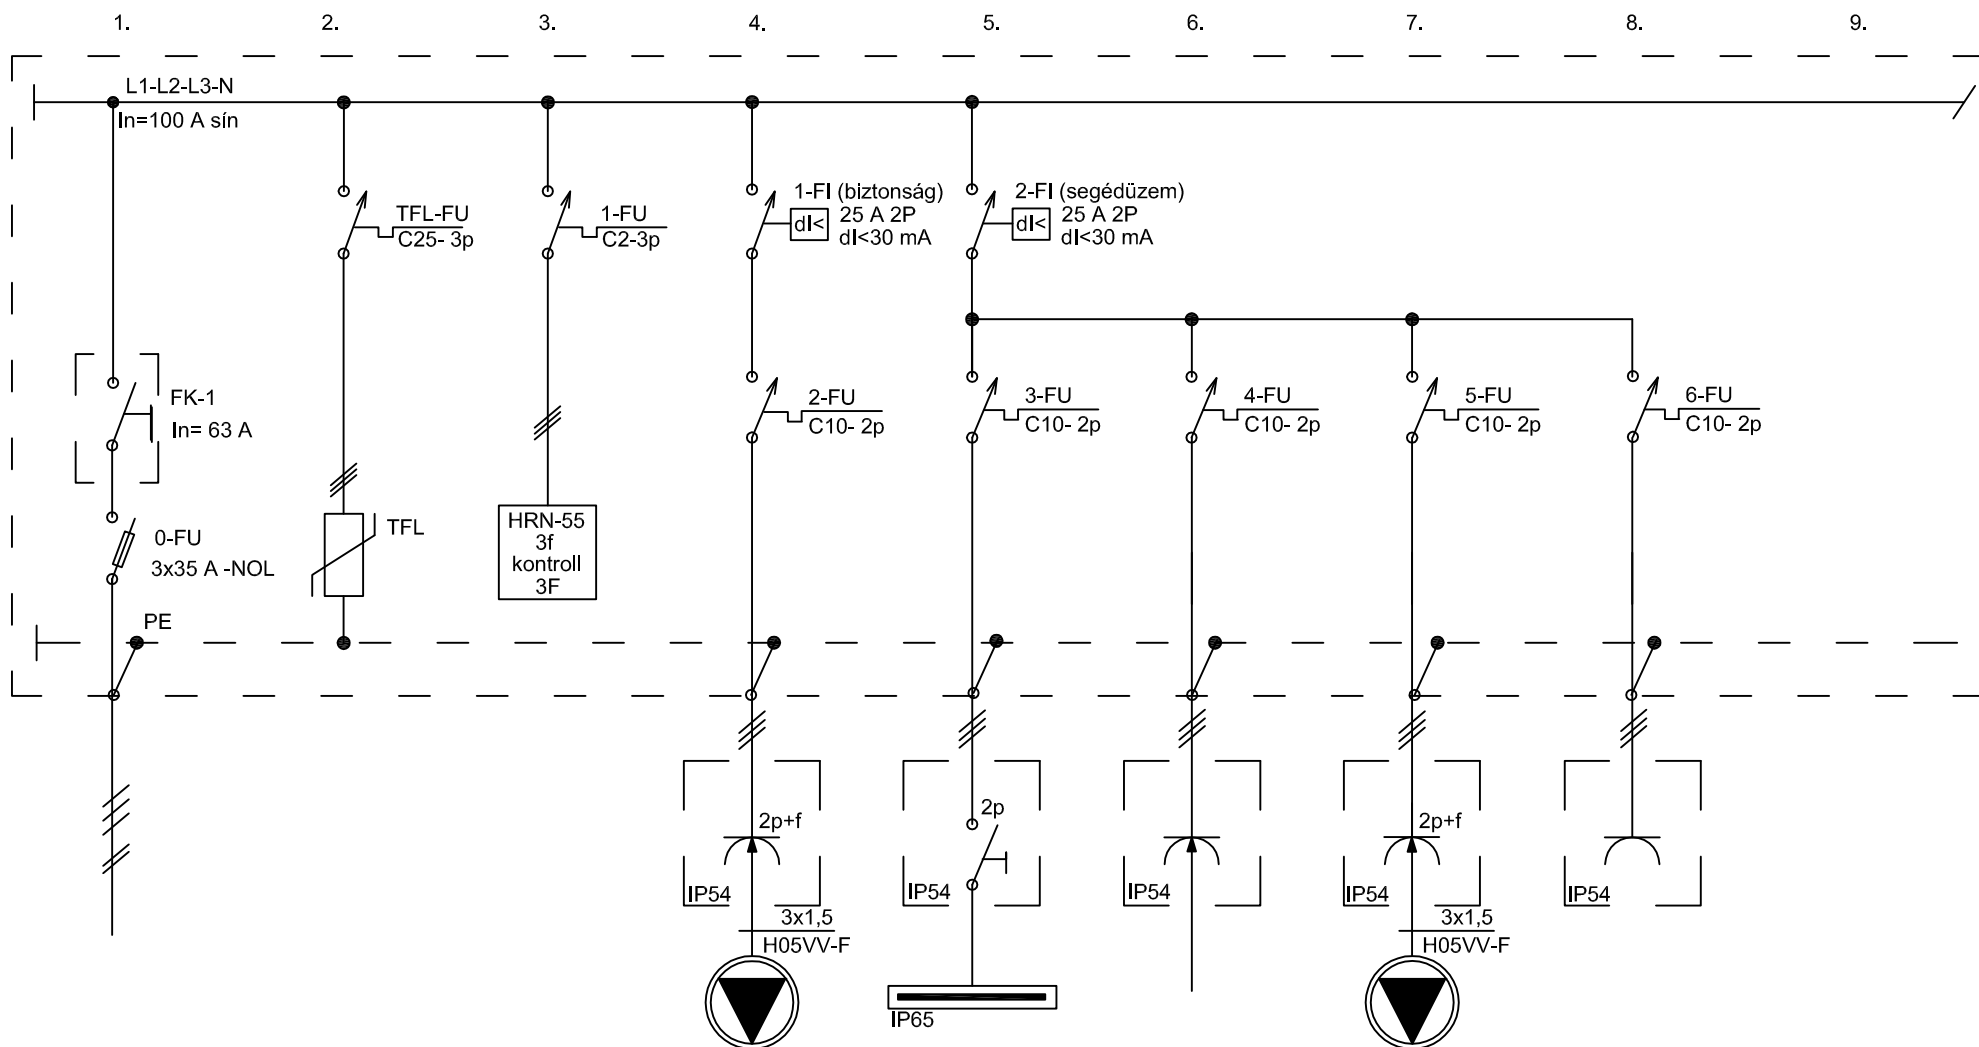 1.
2.
3.
4.
5.
6.
7.
8.
9.
L1-L2-L3-N
In=100 A sín
TFL-FU
C25- 3p
1-FU
C2-3p
1-FI (biztonság)
dI<
25 A 2P
dI<30 mA
2-FI (segédüzem)
dI<
25 A 2P
dI<30 mA
FK-1
In= 63 A
2-FU
C10- 2p
3-FU
C10- 2p
4-FU
C10- 2p
5-FU
C10- 2p
6-FU
C10- 2p
0-FU
3x35 A -NOL
TFL
HRN-55
3f
kontroll
3F
PE
2p+f
IP54
3x1,5
H05VV-F
2p
IP54
IP65
IP54
2p+f
IP54
3x1,5
H05VV-F
IP54